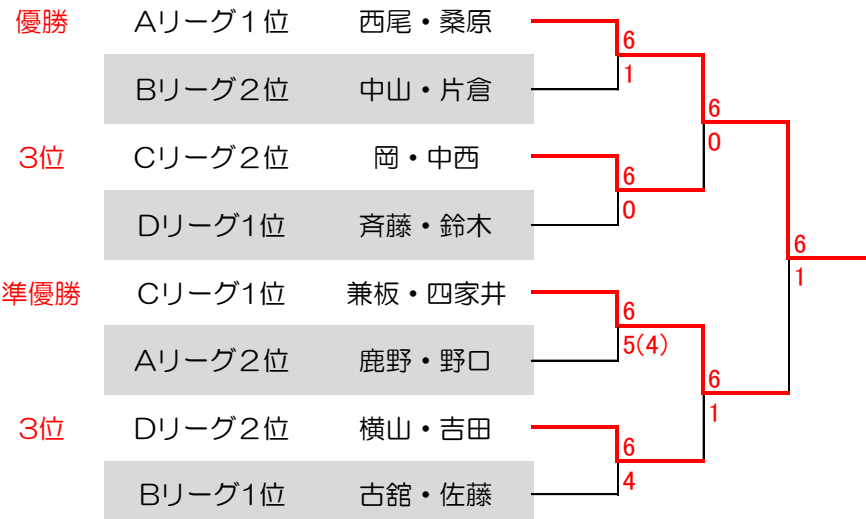 優勝 Aリーグ1位 西尾・桑原
6
1
Bリーグ2位 中山・片倉
6
0
3位 Cリーグ2位 岡・中西
6
0
Dリーグ1位 斉藤・鈴木
6
1
準優勝 Cリーグ1位 兼板・四家井
6
5(4)
Aリーグ2位 鹿野・野口
6
1
3位 Dリーグ2位 横山・吉田
6
4
Bリーグ1位 古舘・佐藤